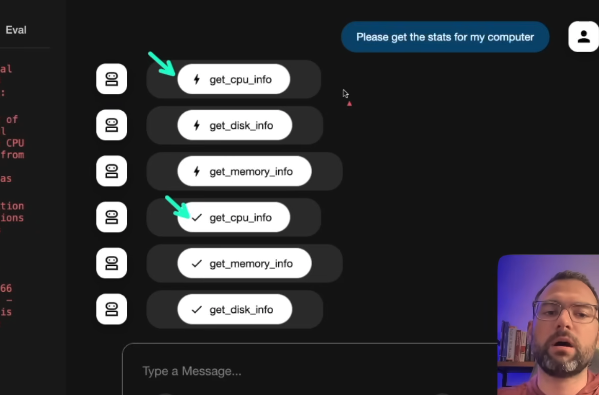 Eval
al
:
of
l
CPU
from
as
tion
ions
66
—
is
Please get the stats for my computer
get_cpu_info
get_disk_info
get_memory_info
get_cpu_info
get_memory_info
get_disk_info
Type a Message...